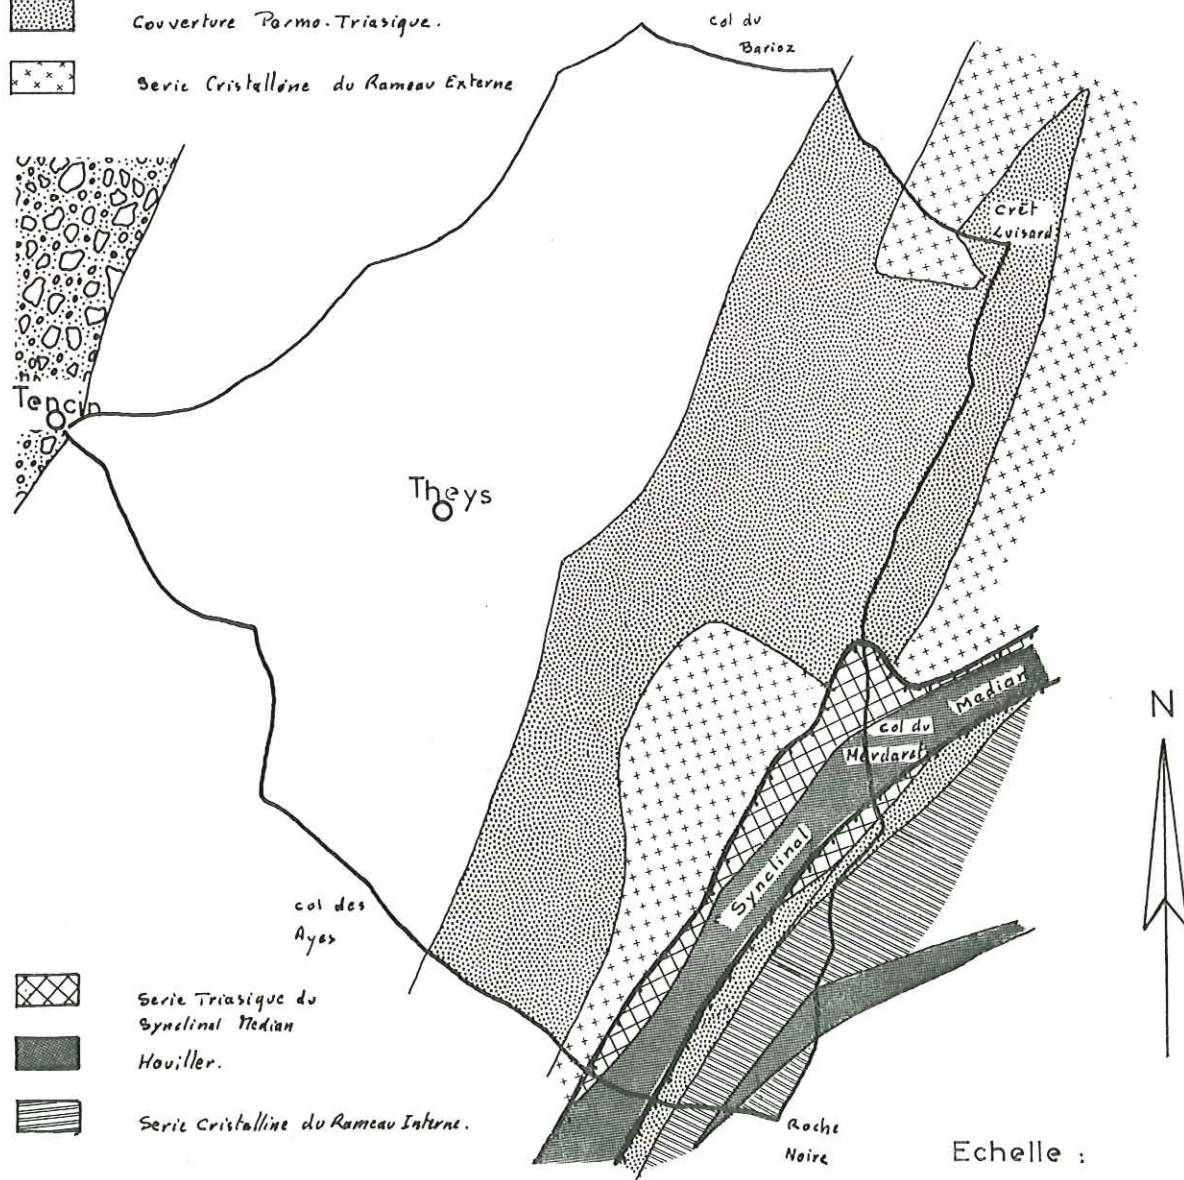 Couverture Permo-Triasique.
Serie Cristalline du Rameau Externe
Col du
Barioz
Crêt
Luisard
Tencin
Theys
Median
Col du
Merdaret
Synclinal
N
Col des
Ayes
Serie Triasique du
Synclinal Median
Houiller.
Serie Cristalline du Rameau Interne.
Roche
Noire
Echelle :